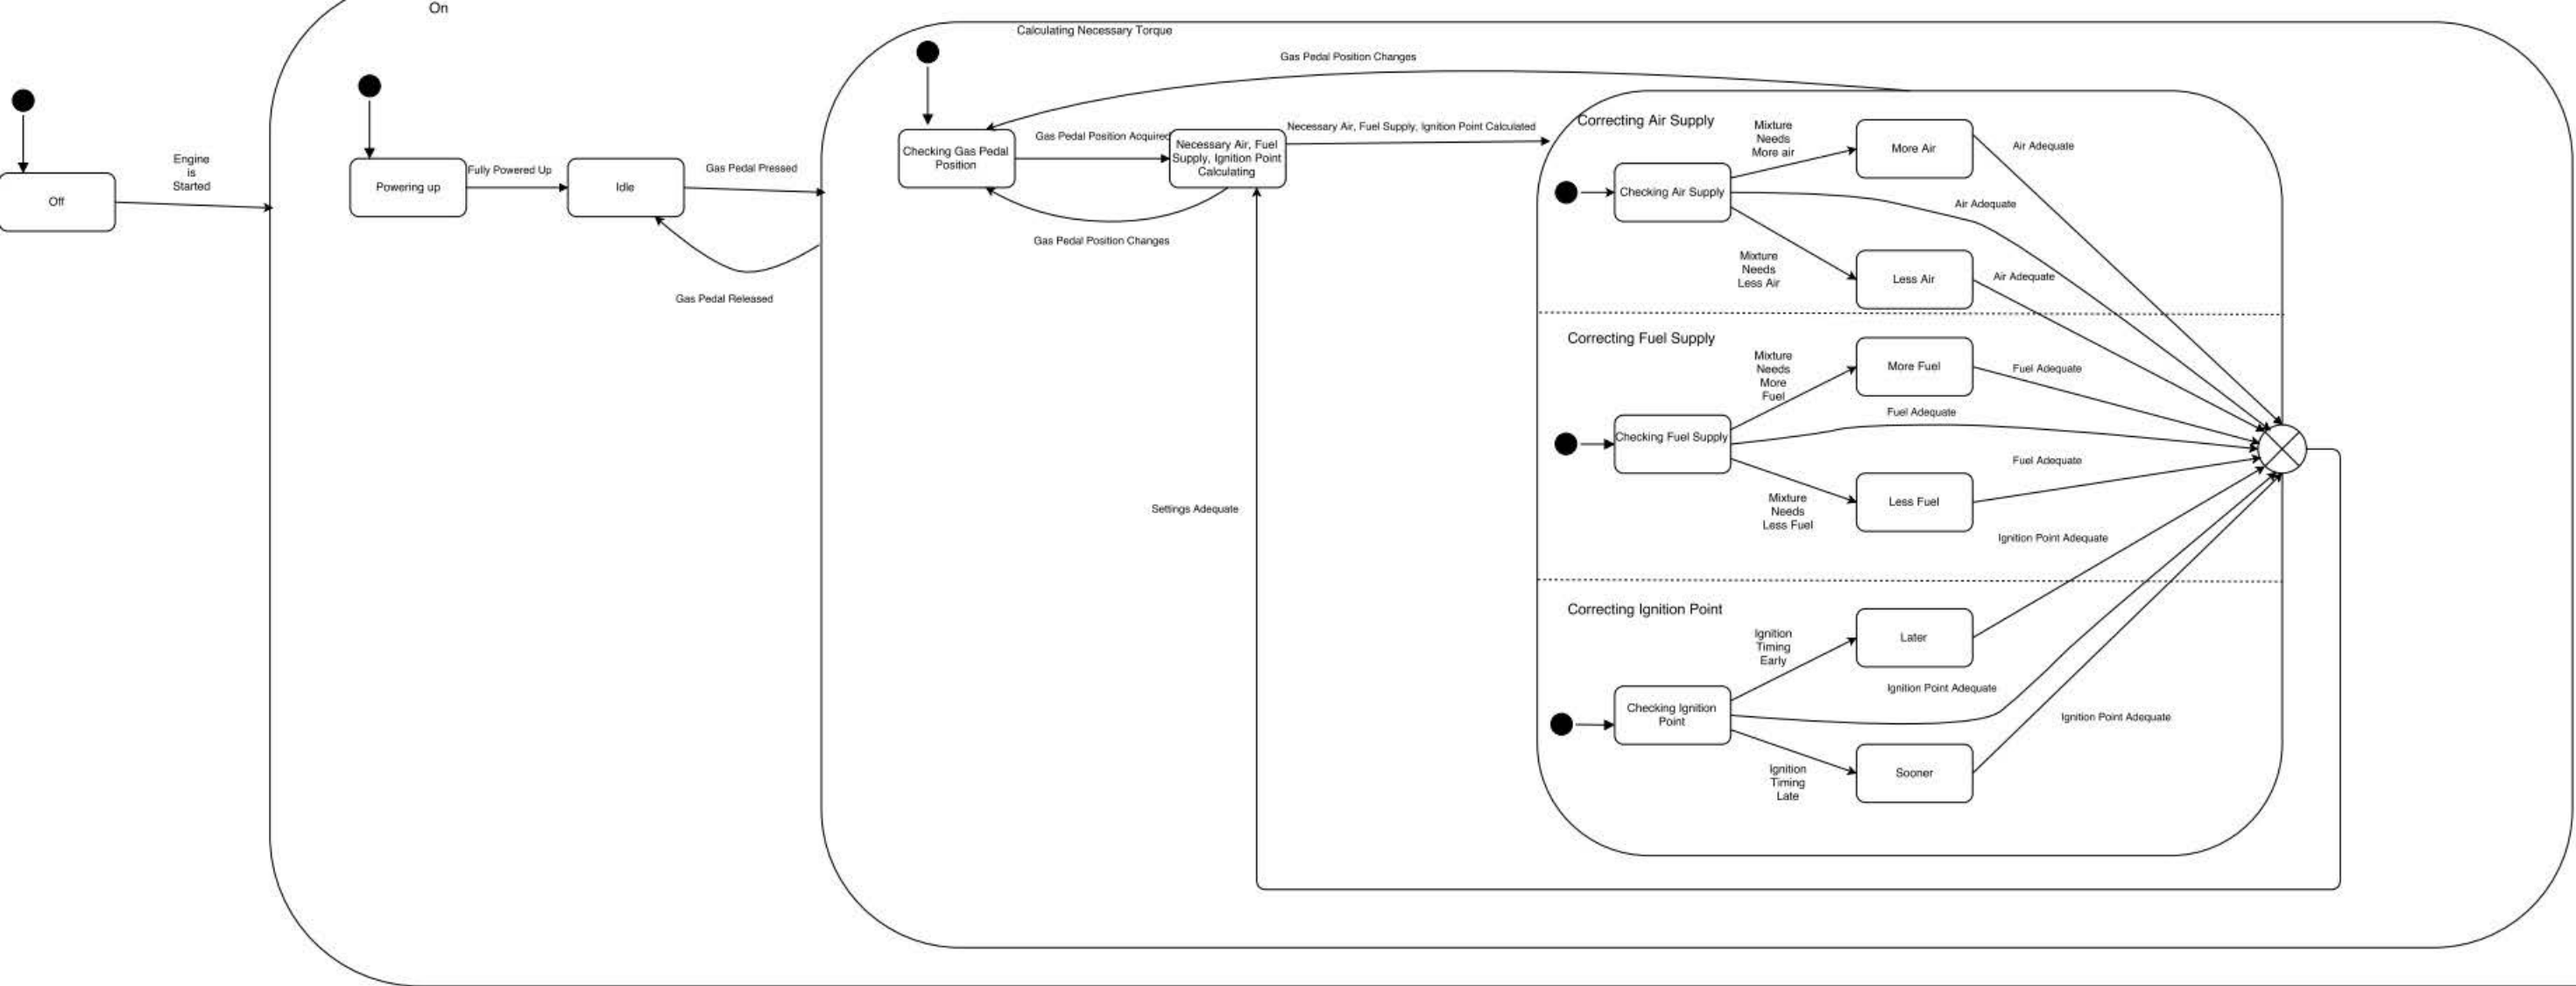 On
Off
Engine
is
Started
Powering up
Fully Powered Up
Idle
Gas Pedal Pressed
Gas Pedal Released
Calculating Necessary Torque
Gas Pedal Position Changes
Checking Gas Pedal
Position
Gas Pedal Position Acquired
Necessary Air, Fuel
Supply, Ignition Point
Calculating
Gas Pedal Position Changes
Necessary Air, Fuel Supply, Ignition Point Calculated
Settings Adequate
Correcting Air Supply
Checking Air Supply
Mixture
Needs
More air
More Air
Air Adequate
Air Adequate
Mixture
Needs
Less Air
Less Air
Air Adequate
Correcting Fuel Supply
Checking Fuel Supply
Mixture
Needs
More
Fuel
More Fuel
Fuel Adequate
Fuel Adequate
Fuel Adequate
Mixture
Needs
Less Fuel
Less Fuel
Ignition Point Adequate
Correcting Ignition Point
Checking Ignition
Point
Ignition
Timing
Early
Later
Ignition Point Adequate
Ignition Point Adequate
Ignition
Timing
Late
Sooner